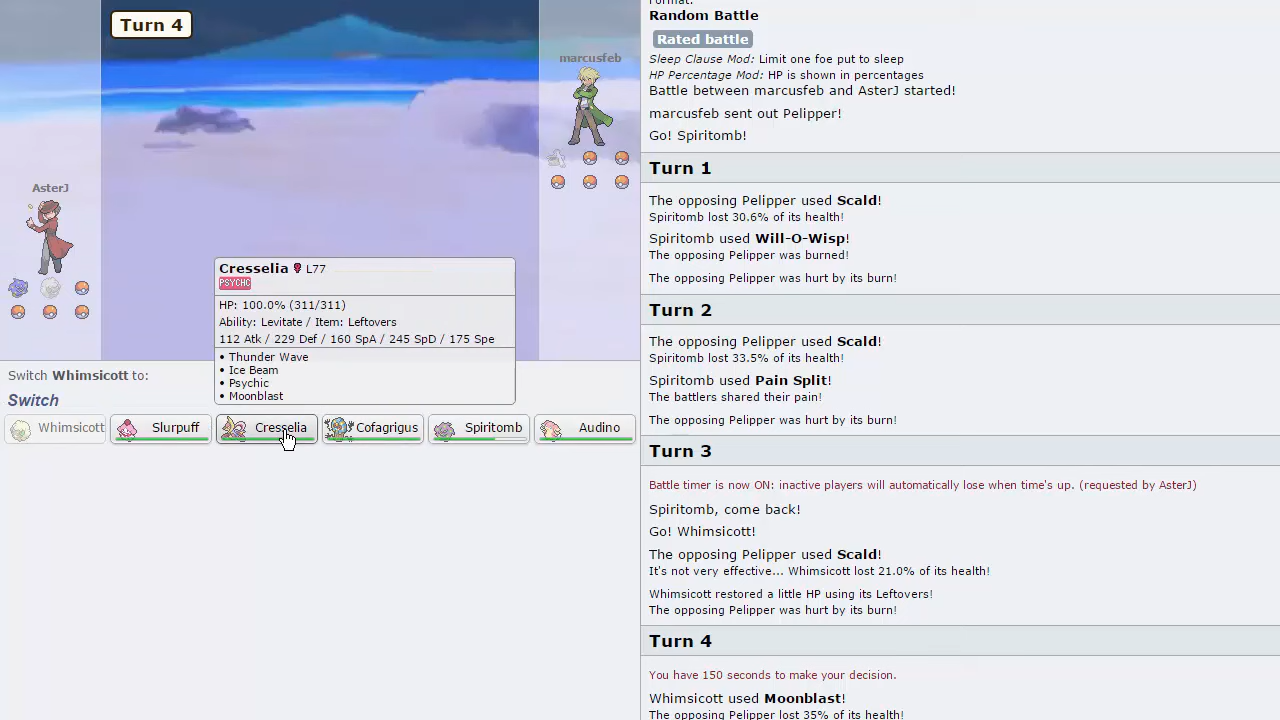 Turn 4
marcusfeb
AsterJ
Cresselia L77
PSYCHC
HP: 100.0% (311/311)
Ability: Levitate / Item: Leftovers
112 Atk / 229 Def / 160 SpA / 245 SpD / 175 Spe
• Thunder Wave
• Ice Beam
• Psychic
• Moonblast
Switch Whimsicott to:
Switch
Whimsicott
Slurpuff
Cresselia
Cofagrigus
Spiritomb
Audino
Format:
Random Battle
Rated battle
Sleep Clause Mod: Limit one foe put to sleep
HP Percentage Mod: HP is shown in percentages
Battle between marcusfeb and AsterJ started!
marcusfeb sent out Pelipper!
Go! Spiritomb!
Turn 1
The opposing Pelipper used Scald!
Spiritomb lost 30.6% of its health!
Spiritomb used Will-O-Wisp!
The opposing Pelipper was burned!
The opposing Pelipper was hurt by its burn!
Turn 2
The opposing Pelipper used Scald!
Spiritomb lost 33.5% of its health!
Spiritomb used Pain Split!
The battlers shared their pain!
The opposing Pelipper was hurt by its burn!
Turn 3
Battle timer is now ON: inactive players will automatically lose when time's up. (requested by AsterJ)
Spiritomb, come back!
Go! Whimsicott!
The opposing Pelipper used Scald!
It's not very effective... Whimsicott lost 21.0% of its health!
Whimsicott restored a little HP using its Leftovers!
The opposing Pelipper was hurt by its burn!
Turn 4
You have 150 seconds to make your decision.
Whimsicott used Moonblast!
The opposing Pelipper lost 35% of its health!